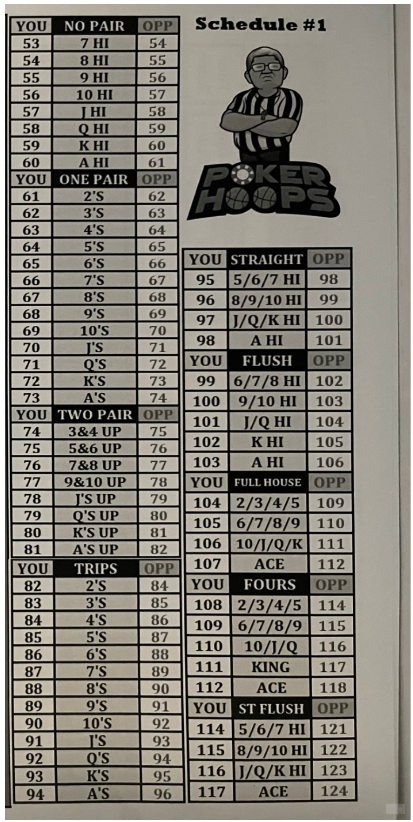 YOU NO PAIR OPP
53 7 HI 54
54 8 HI 55
55 9 HI 56
56 10 HI 57
57 J HI 58
58 Q HI 59
59 K HI 60
60 A HI 61
YOU ONE PAIR OPP
61 2'S 62
62 3'S 63
63 4'S 64
64 5'S 65
65 6'S 66
66 7'S 67
67 8'S 68
68 9'S 69
69 10'S 70
70 J'S 71
71 Q'S 72
72 K'S 73
73 A'S 74
YOU TWO PAIR OPP
74 3&4 UP 75
75 5&6 UP 76
76 7&8 UP 77
77 9&10 UP 78
78 J'S UP 79
79 Q'S UP 80
80 K'S UP 81
81 A'S UP 82
YOU TRIPS OPP
82 2'S 84
83 3'S 85
84 4'S 86
85 5'S 87
86 6'S 88
87 7'S 89
88 8'S 90
89 9'S 91
90 10'S 92
91 J'S 93
92 Q'S 94
93 K'S 95
94 A'S 96
Schedule #1
POKER
HOOPS
YOU STRAIGHT OPP
95 5/6/7 HI 98
96 8/9/10 HI 99
97 J/Q/K HI 100
98 A HI 101
YOU FLUSH OPP
99 6/7/8 HI 102
100 9/10 HI 103
101 J/Q HI 104
102 K HI 105
103 A HI 106
YOU FULL HOUSE OPP
104 2/3/4/5 109
105 6/7/8/9 110
106 10/J/Q/K 111
107 ACE 112
YOU FOURS OPP
108 2/3/4/5 114
109 6/7/8/9 115
110 10/J/Q 116
111 KING 117
112 ACE 118
YOU ST FLUSH OPP
114 5/6/7 HI 121
115 8/9/10 HI 122
116 J/Q/K HI 123
117 ACE 124